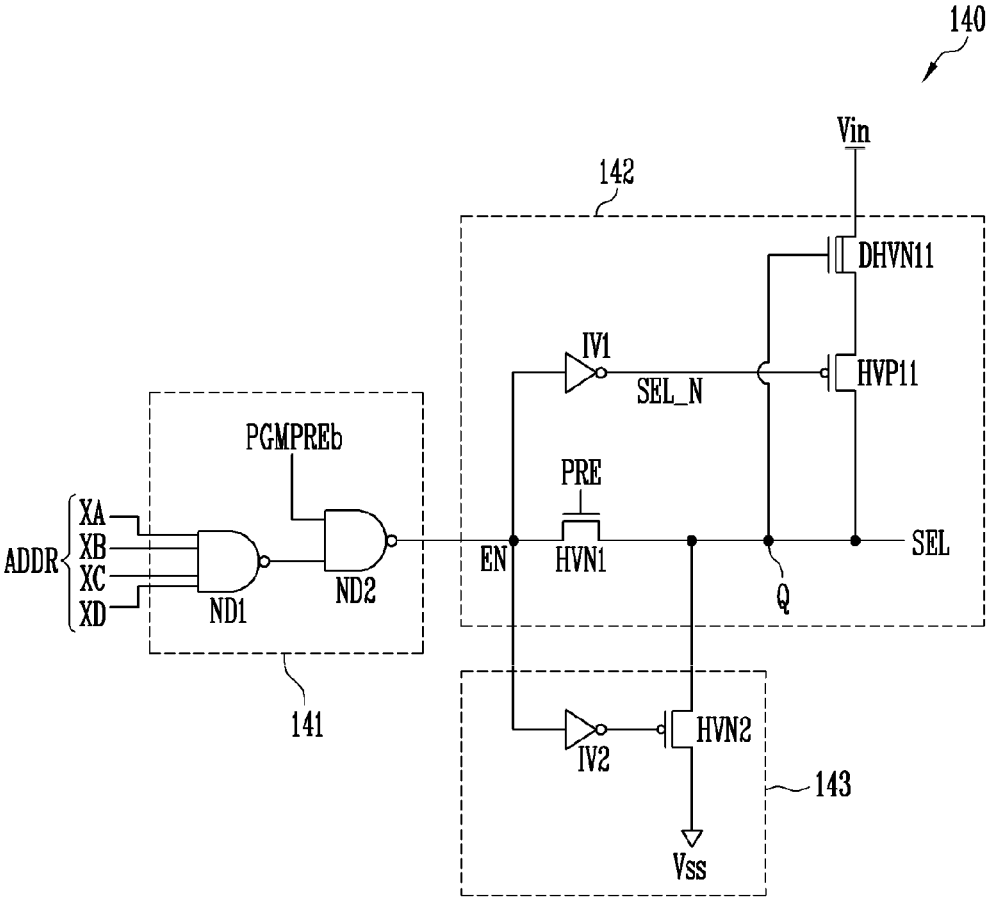 140
Vin
142
DHVN11
IV1
HVP11
SEL_N
PGMPREb
PRE
XA
ADDR
XB
XC
XD
ND1
ND2
EN
HVN1
SEL
Q
141
IV2
HVN2
143
Vss